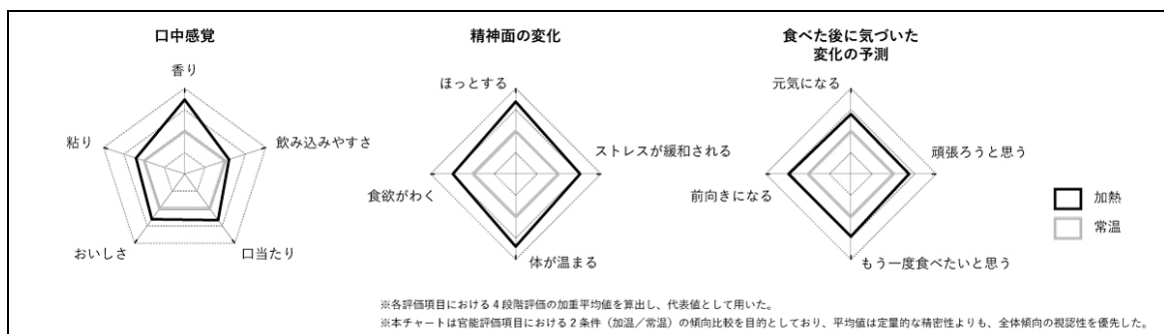 口中感覚
香り
飲み込みやすさ
口当たり
おいしさ
粘り
精神面の変化
ほっとする
ストレスが緩和される
体が温まる
食欲がわく
食べた後に気づいた
変化の予測
元気になる
頑張ろうと思う
もう一度食べたいと思う
前向きになる
加熱
常温
※各評価項目における4段階評価の加重平均値を算出し、代表値として用いた。
※本チャートは官能評価項目における2条件（加温／常温）の傾向比較を目的としており、平均値は定量的な精密性よりも、全体傾向の視認性を優先した。